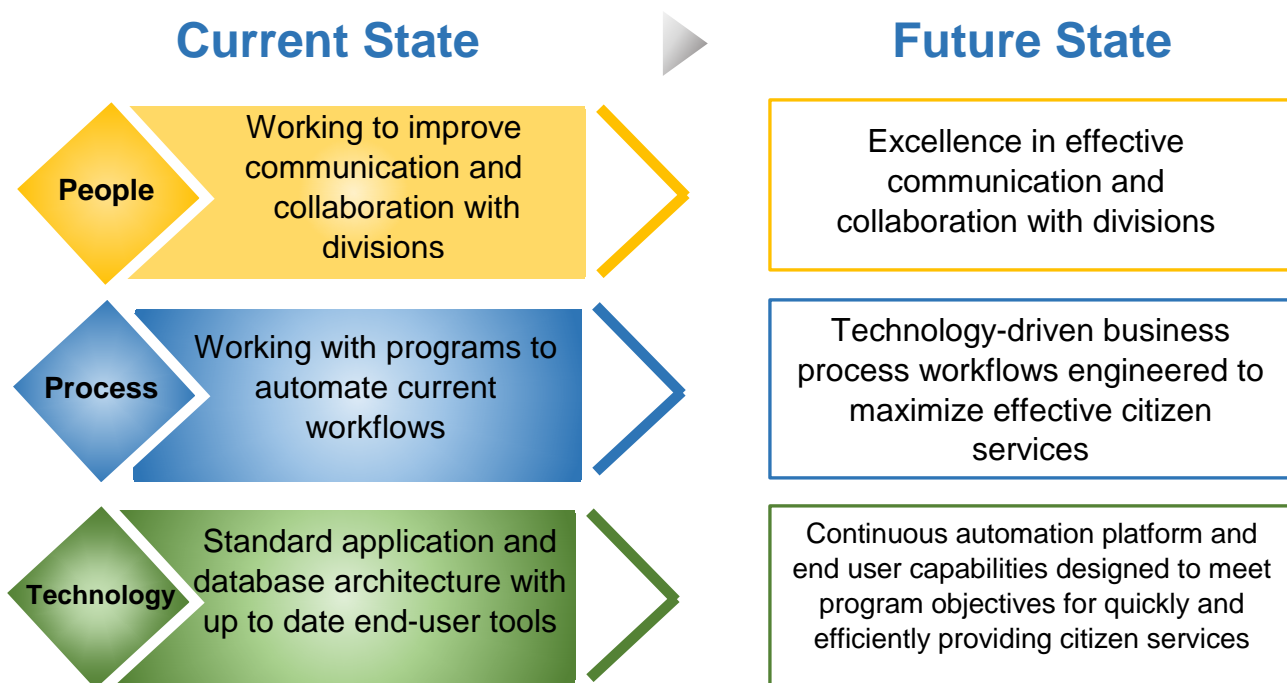 Current State
Future State
People
Working to improve
communication and
collaboration with
divisions
Excellence in effective
communication and
collaboration with divisions
Process
Working with programs to
automate current
workflows
Technology-driven business
process workflows engineered to
maximize effective citizen
services
Technology
Standard application and
database architecture with
up to date end-user tools
Continuous automation platform and
end user capabilities designed to meet
program objectives for quickly and
efficiently providing citizen services